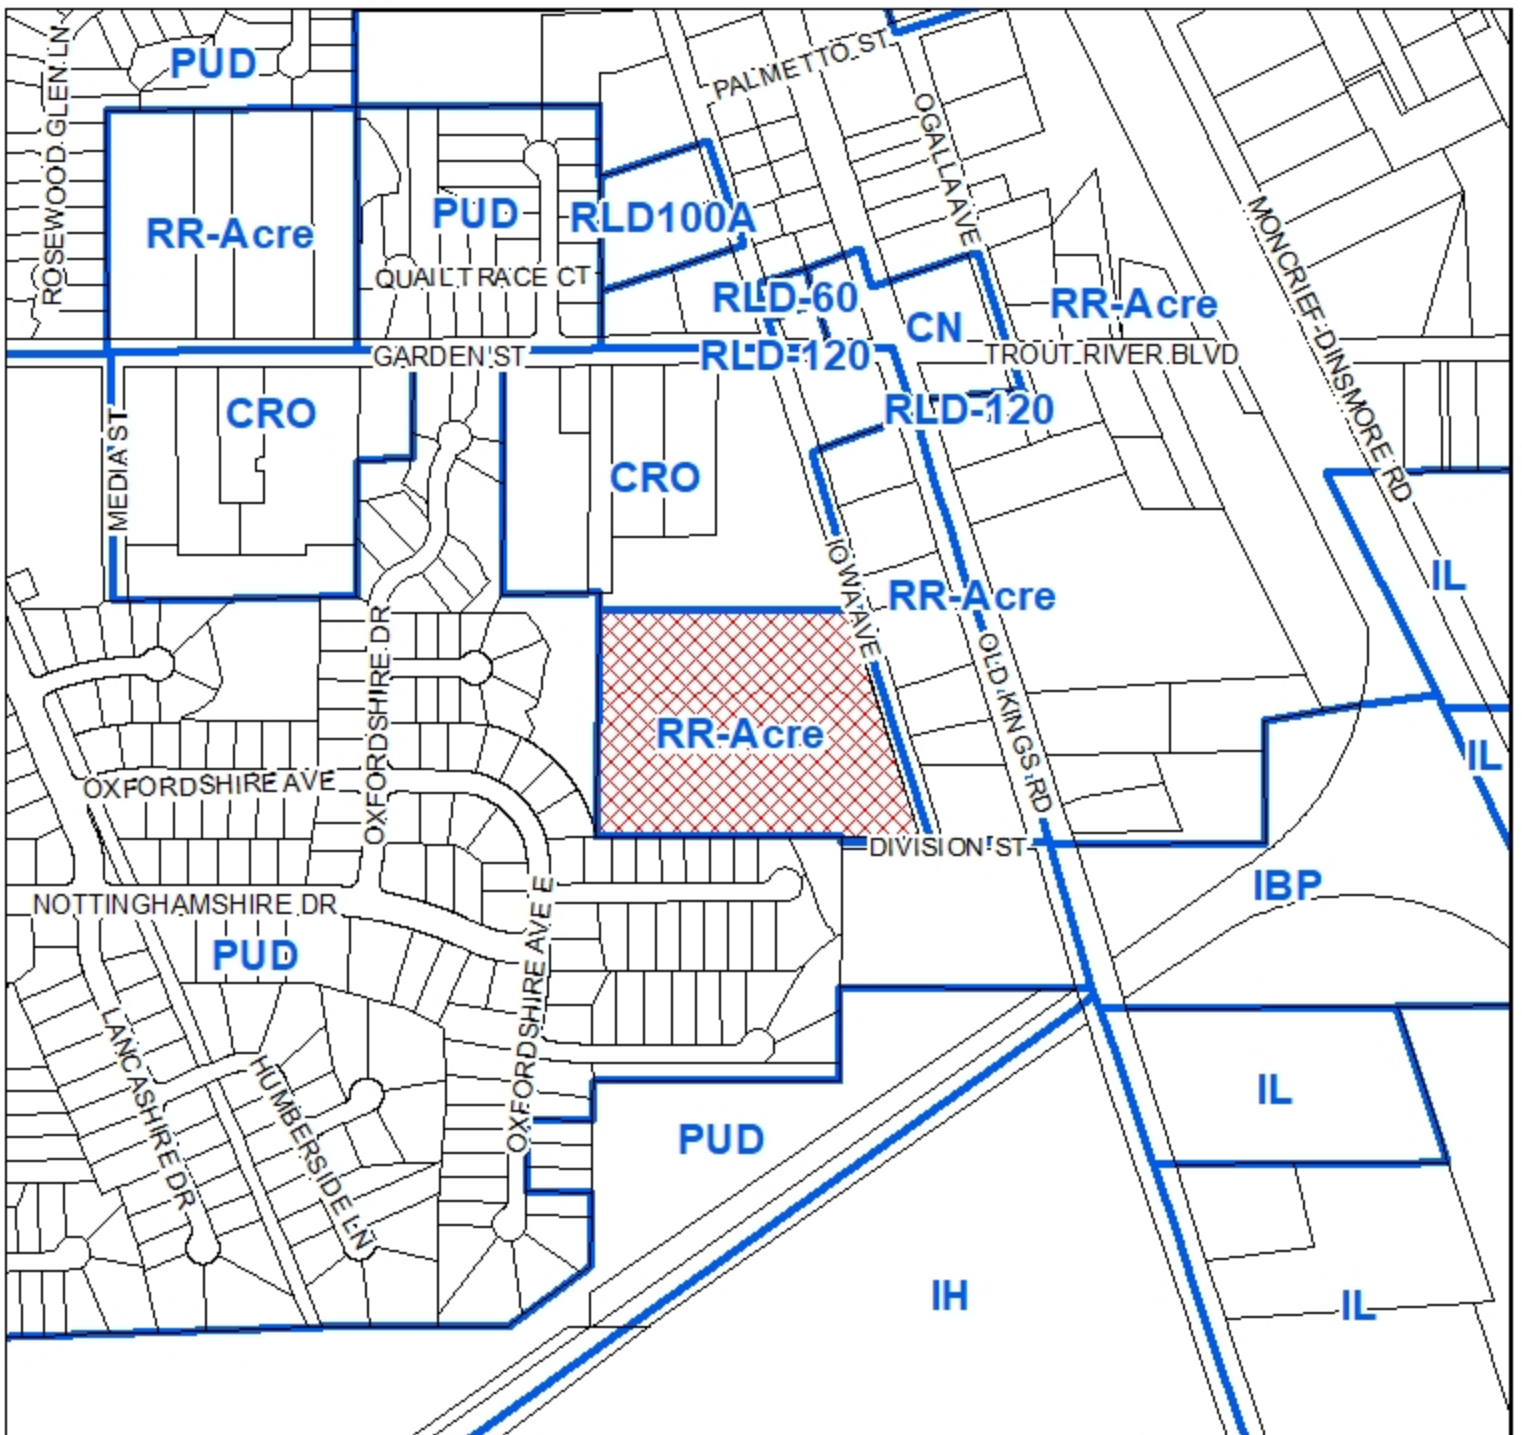 ROSEWOOD GLEN LN
PUD
PALMETTO ST
OGALLA AVE
RR-Acre
PUD
RLD100A
MONCRIEF-DINSMORE RD
QUAIL TRACE CT
RLD-60
CN
RR-Acre
GARDEN ST
RLD-120
TROUT RIVER BLVD
MEDIA ST
CRO
RLD-120
CRO
IOWA AVE
RR-Acre
IL
OXFORDSHIRE DR
OLD KINGS RD
RR-Acre
IL
OXFORDSHIRE AVE
DIVISION ST
NOTTINGHAMSHIRE DR
IBP
PUD
OXFORDSHIRE AVE E
LANCASHIRE DR
HUMBERSIDE LN
IL
PUD
IH
IL